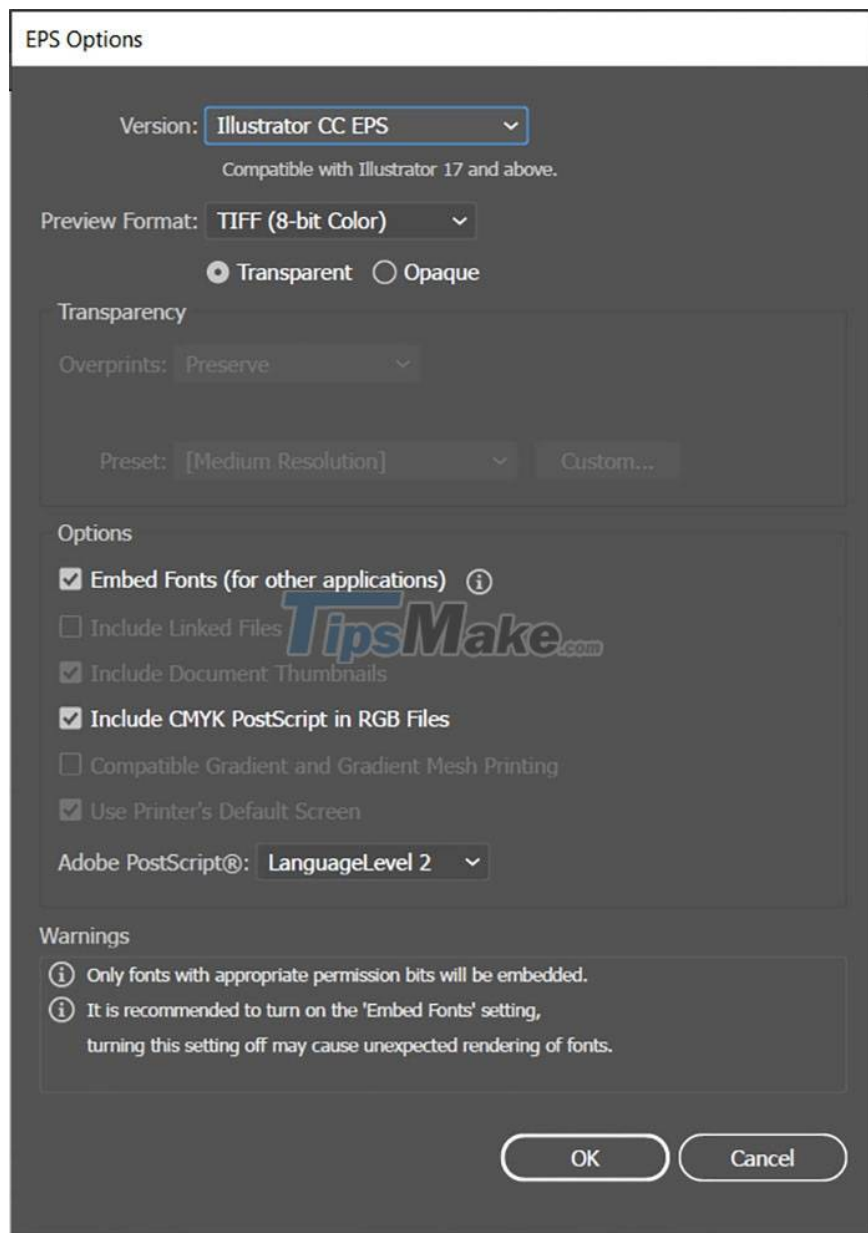 EPS Options
Version: Illustrator CC EPS
Compatible with Illustrator 17 and above.
Preview Format: TIFF (8-bit Color)
Transparent Opaque
Transparency
Overprints: Preserve
Preset: [Medium Resolution] Custom...
Options
Embed Fonts (for other applications)
Include Linked Files
TipsMake.com
Include Document Thumbnails
Include CMYK PostScript in RGB Files
Compatible Gradient and Gradient Mesh Printing
Use Printer's Default Screen
Adobe PostScript®: LanguageLevel 2
Warnings
Only fonts with appropriate permission bits will be embedded.
It is recommended to turn on the 'Embed Fonts' setting,
turning this setting off may cause unexpected rendering of fonts.
OK Cancel